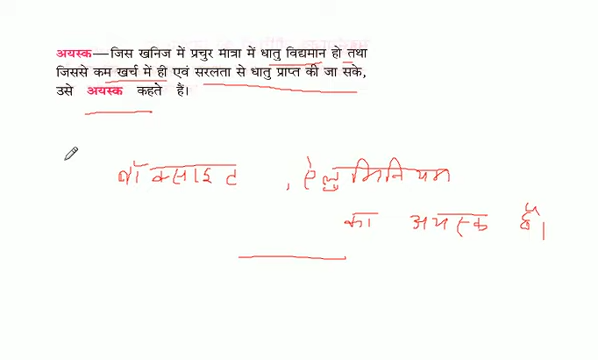 अयस्क—जिस खनिज में प्रचुर मात्रा में धातु विद्यमान हो तथा
जिससे कम खर्च में ही एवं सरलता से धातु प्राप्त की जा सके,
उसे अयस्क कहते हैं।
बॉक्साइट , ऐलुमिनियम
का अयस्क है।